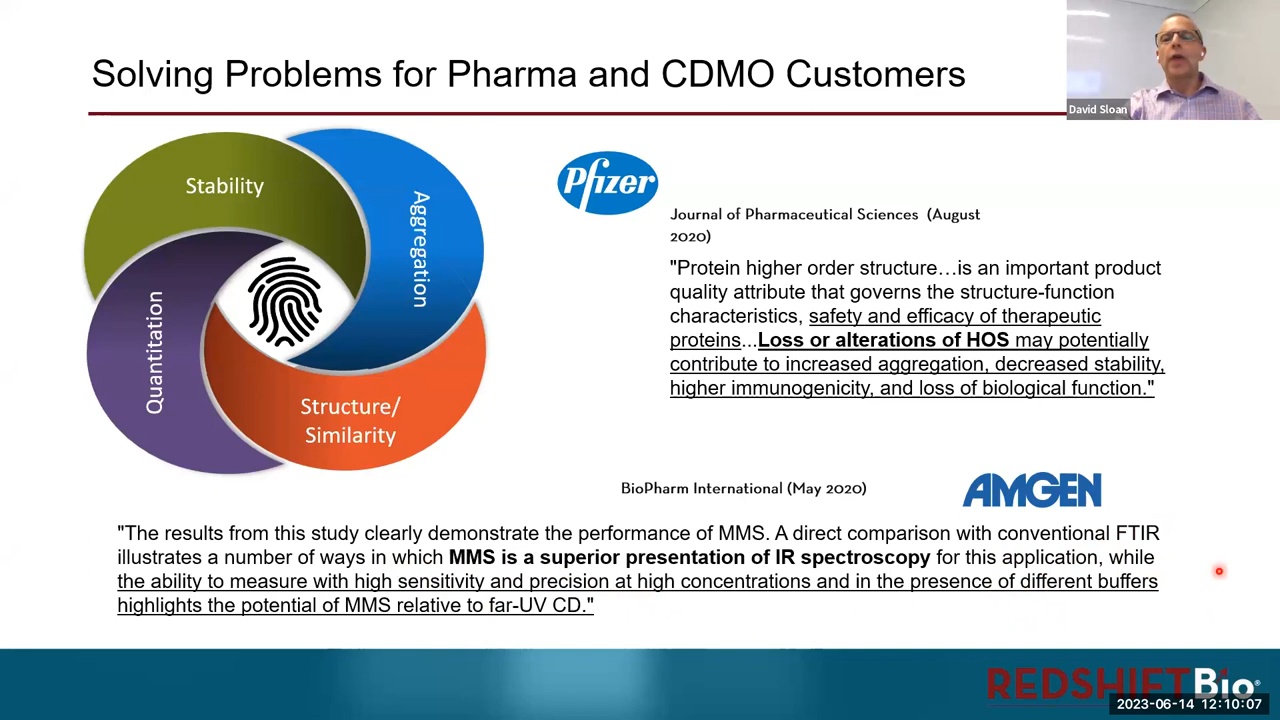 Solving Problems for Pharma and CDMO Customers
David Sloan
Stability
Aggregation
Quantitation
Structure/
Similarity
Pfizer
Journal of Pharmaceutical Sciences (August
2020)
"Protein higher order structure…is an important product
quality attribute that governs the structure-function
characteristics, safety and efficacy of therapeutic
proteins...Loss or alterations of HOS may potentially
contribute to increased aggregation, decreased stability,
higher immunogenicity, and loss of biological function."
BioPharm International (May 2020)
AMGEN
"The results from this study clearly demonstrate the performance of MMS. A direct comparison with conventional FTIR
illustrates a number of ways in which MMS is a superior presentation of IR spectroscopy for this application, while
the ability to measure with high sensitivity and precision at high concentrations and in the presence of different buffers
highlights the potential of MMS relative to far-UV CD."
REDSHIFTBio®
2023-06-14 12:10:07